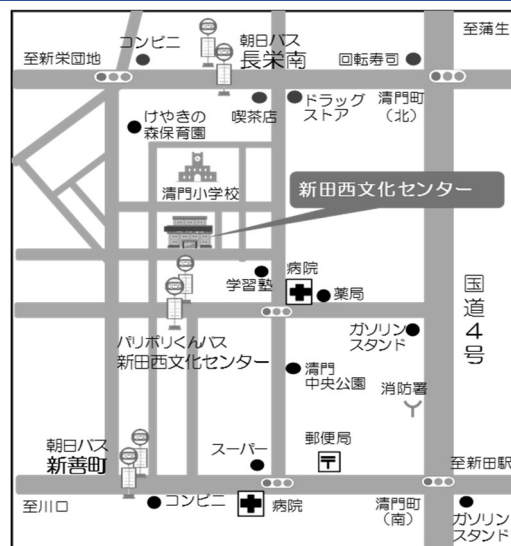 至蒲生
コンビニ
朝日バス
長栄南
至新栄団地
回転寿司
けやきの
森保育園
喫茶店
ドラッグ
ストア
清門町
（北）
清門小学校
新田西文化センター
学習塾
病院
薬局
国道4号
パリポリくんバス
新田西文化センター
ガソリン
スタンド
清門
中央公園
消防署
朝日バス
新善町
スーパー
郵便局
〒
至新田駅
至川口
コンビニ
病院
清門町
（南）
ガソリン
スタンド